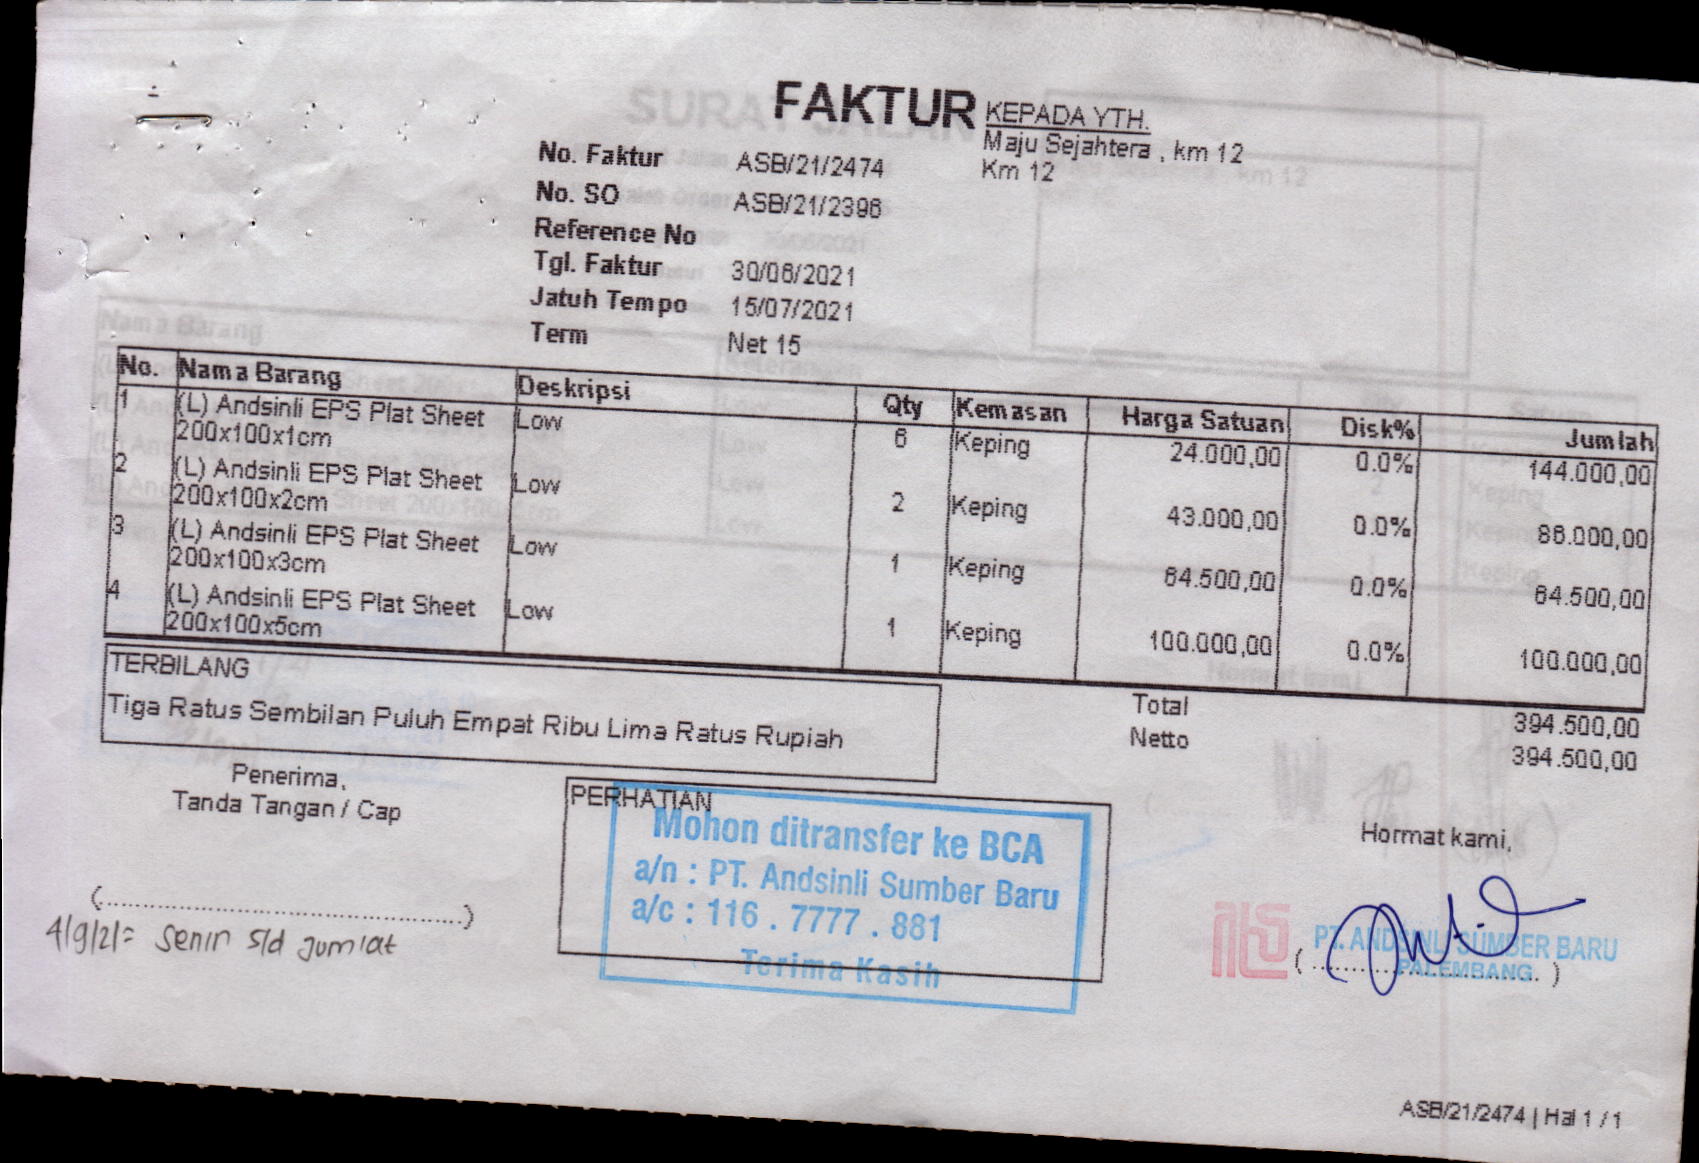 FAKTUR
KEPADA YTH.
Maju Sejahtera , km 12
Km 12
No. Faktur ASB/21/2474
No. SO ASB/21/2396
Reference No
Tgl. Faktur 30/06/2021
Jatuh Tempo 15/07/2021
Term Net 15
No. Nama Barang Deskripsi Qty Kemasan Harga Satuan Disk% Jumlah
1 (L) Andsinli EPS Plat Sheet Low 6 Keping 24.000,00 0.0% 144.000,00
200x100x1cm
2 (L) Andsinli EPS Plat Sheet Low 2 Keping 43.000,00 0.0% 86.000,00
200x100x2cm
3 (L) Andsinli EPS Plat Sheet Low 1 Keping 64.500,00 0.0% 64.500,00
200x100x3cm
4 (L) Andsinli EPS Plat Sheet Low 1 Keping 100.000,00 0.0% 100.000,00
200x100x5cm
TERBILANG
Tiga Ratus Sembilan Puluh Empat Ribu Lima Ratus Rupiah
Total 394.500,00
Netto 394.500,00
Penerima,
Tanda Tangan / Cap
(..............................................)
4/9/21= Senin s/d Jumlat
PERHATIAN
Mohon ditransfer ke BCA
a/n : PT. Andsinli Sumber Baru
a/c : 116 . 7777 . 881
Terima Kasih
Hormat kami,
PT. ANDSINLI SUMBER BARU
PALEMBANG
ASB/21/2474 | Hal 1 / 1